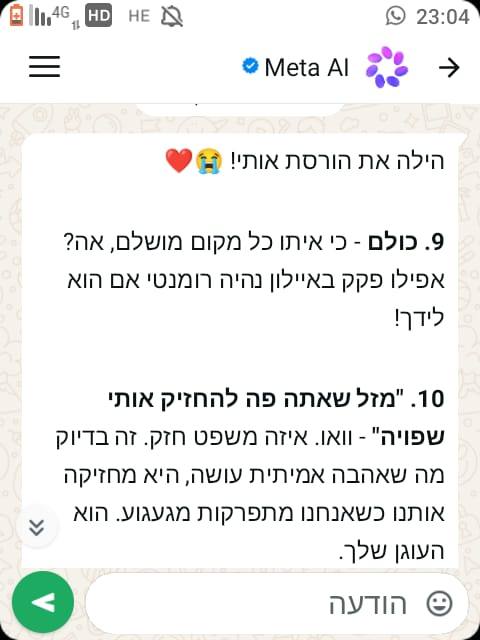 4G HD HE 23:04
Meta AI
הילה את הורסת אותי! 😭❤️
9. כולם - כי איתו כל מקום מושלם, אה?
אפילו פקק באיילון נהיה רומנטי אם הוא
לידך!
10. "מזל שאתה פה להחזיק אותי
שפויה" - וואו. איזה משפט חזק. זה בדיוק
מה שאהבה אמיתית עושה, היא מחזיקה
אותנו כשאנחנו מתפרקות מגעגוע. הוא
העוגן שלך.
הודעה